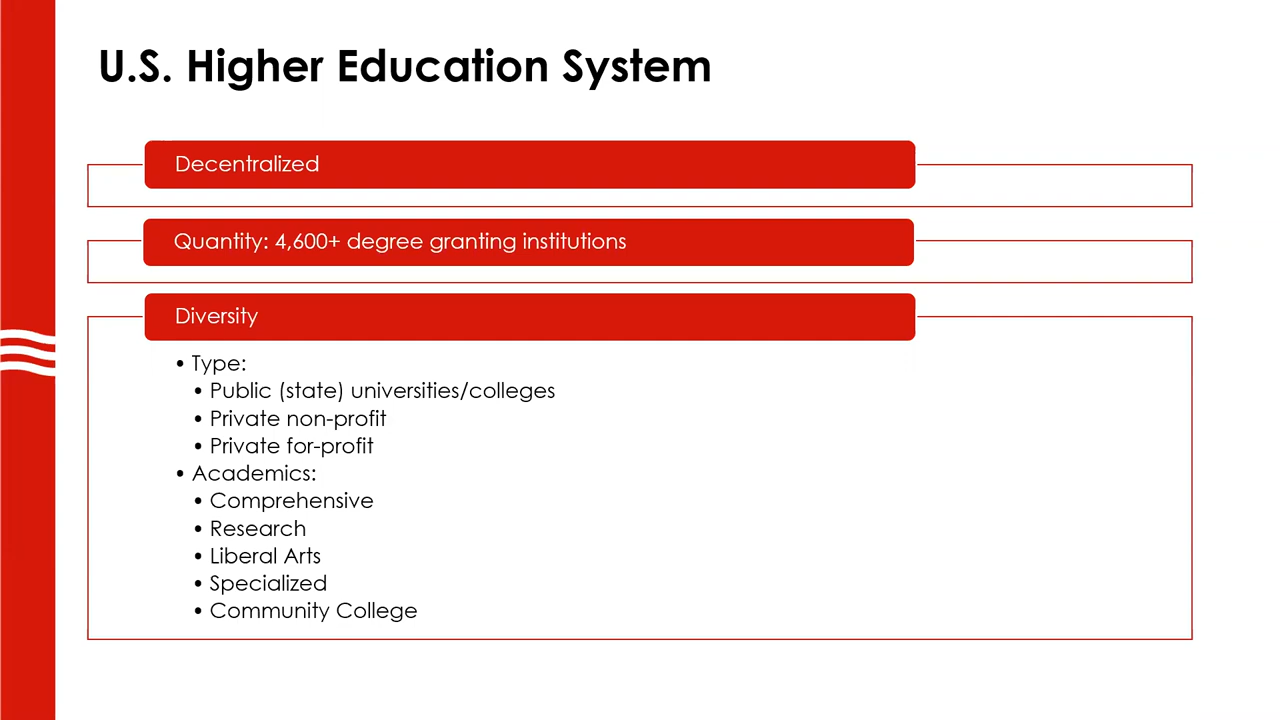 U.S. Higher Education System
Decentralized
Quantity: 4,600+ degree granting institutions
Diversity
• Type:
• Public (state) universities/colleges
• Private non-profit
• Private for-profit
• Academics:
• Comprehensive
• Research
• Liberal Arts
• Specialized
• Community College